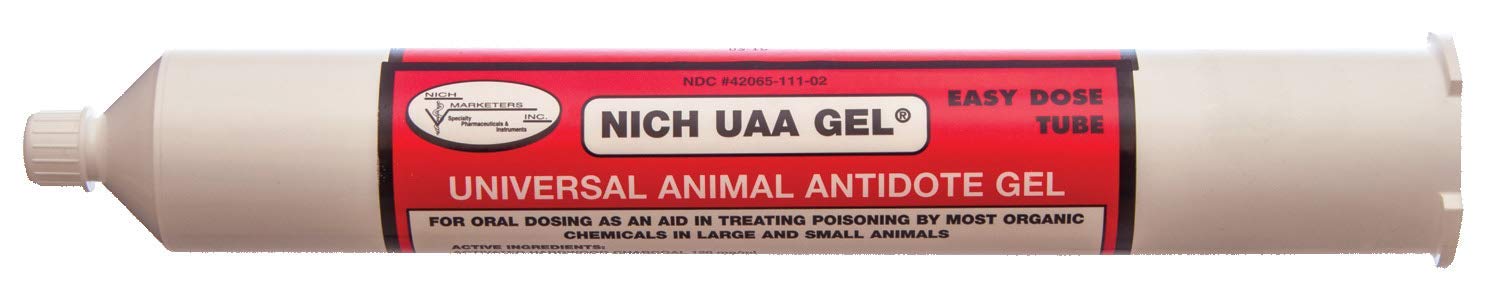 NDC #42065-111-02
NICH
MARKETERS
INC.
Specialty
Pharmaceuticals &
Instruments
NICH UAA GEL®
EASY DOSE
TUBE
UNIVERSAL ANIMAL ANTIDOTE GEL
FOR ORAL DOSING AS AN AID IN TREATING POISONING BY MOST ORGANIC
CHEMICALS IN LARGE AND SMALL ANIMALS
ACTIVE INGREDIENTS: